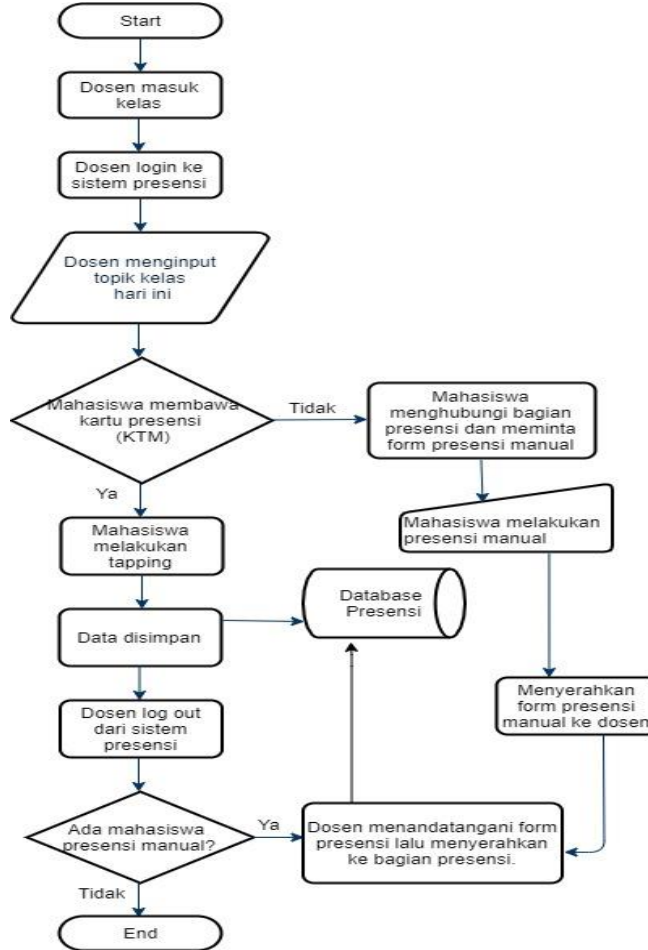 Start
Dosen masuk
kelas
Dosen login ke
sistem presensi
Dosen menginput
topik kelas
hari ini
Mahasiswa membawa
kartu presensi
(KTM)
Tidak
Mahasiswa
menghubungi bagian
presensi dan meminta
form presensi manual
Ya
Mahasiswa melakukan
presensi manual
Mahasiswa
melakukan
tapping
Database
Presensi
Data disimpan
Menyerahkan
form presensi
manual ke dosen
Dosen log out
dari sistem
presensi
Ada mahasiswa
presensi manual?
Ya
Dosen menandatangani form
presensi lalu menyerahkan
ke bagian presensi.
Tidak
End